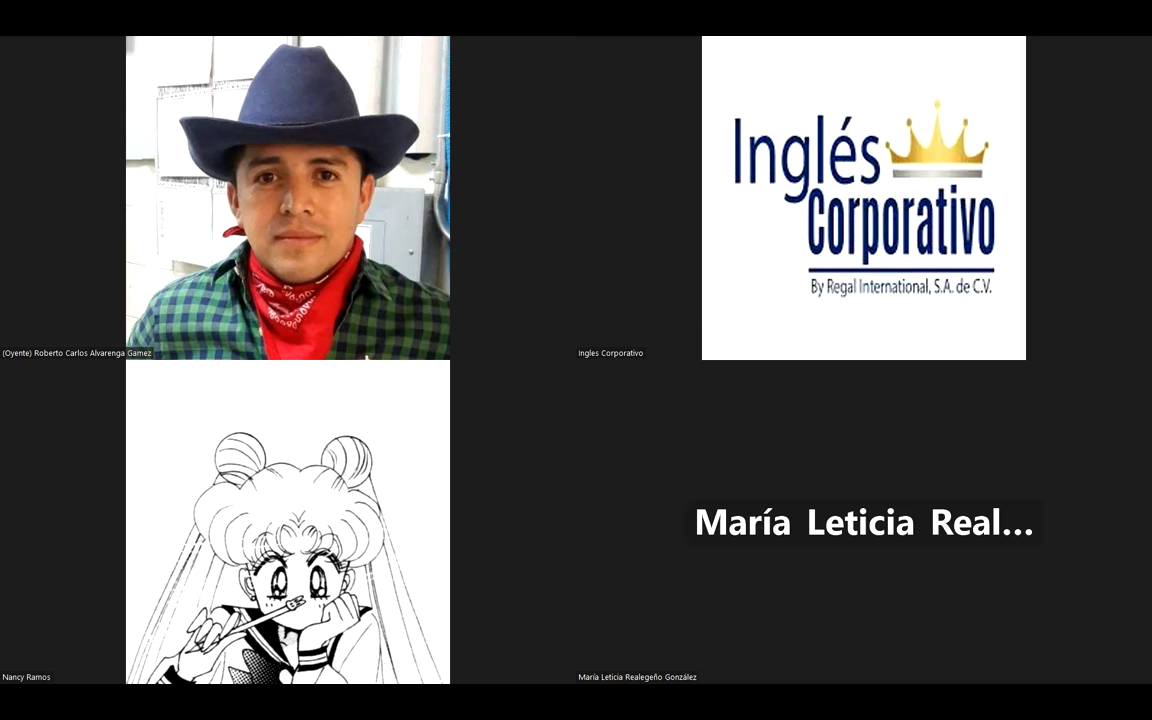 Inglés
Corporativo
By Regal International, S.A. de C.V.
(Oyente) Roberto Carlos Alvarenga Gamez
Ingles Corporativo
María Leticia Real...
Nancy Ramos
María Leticia Realegeño González